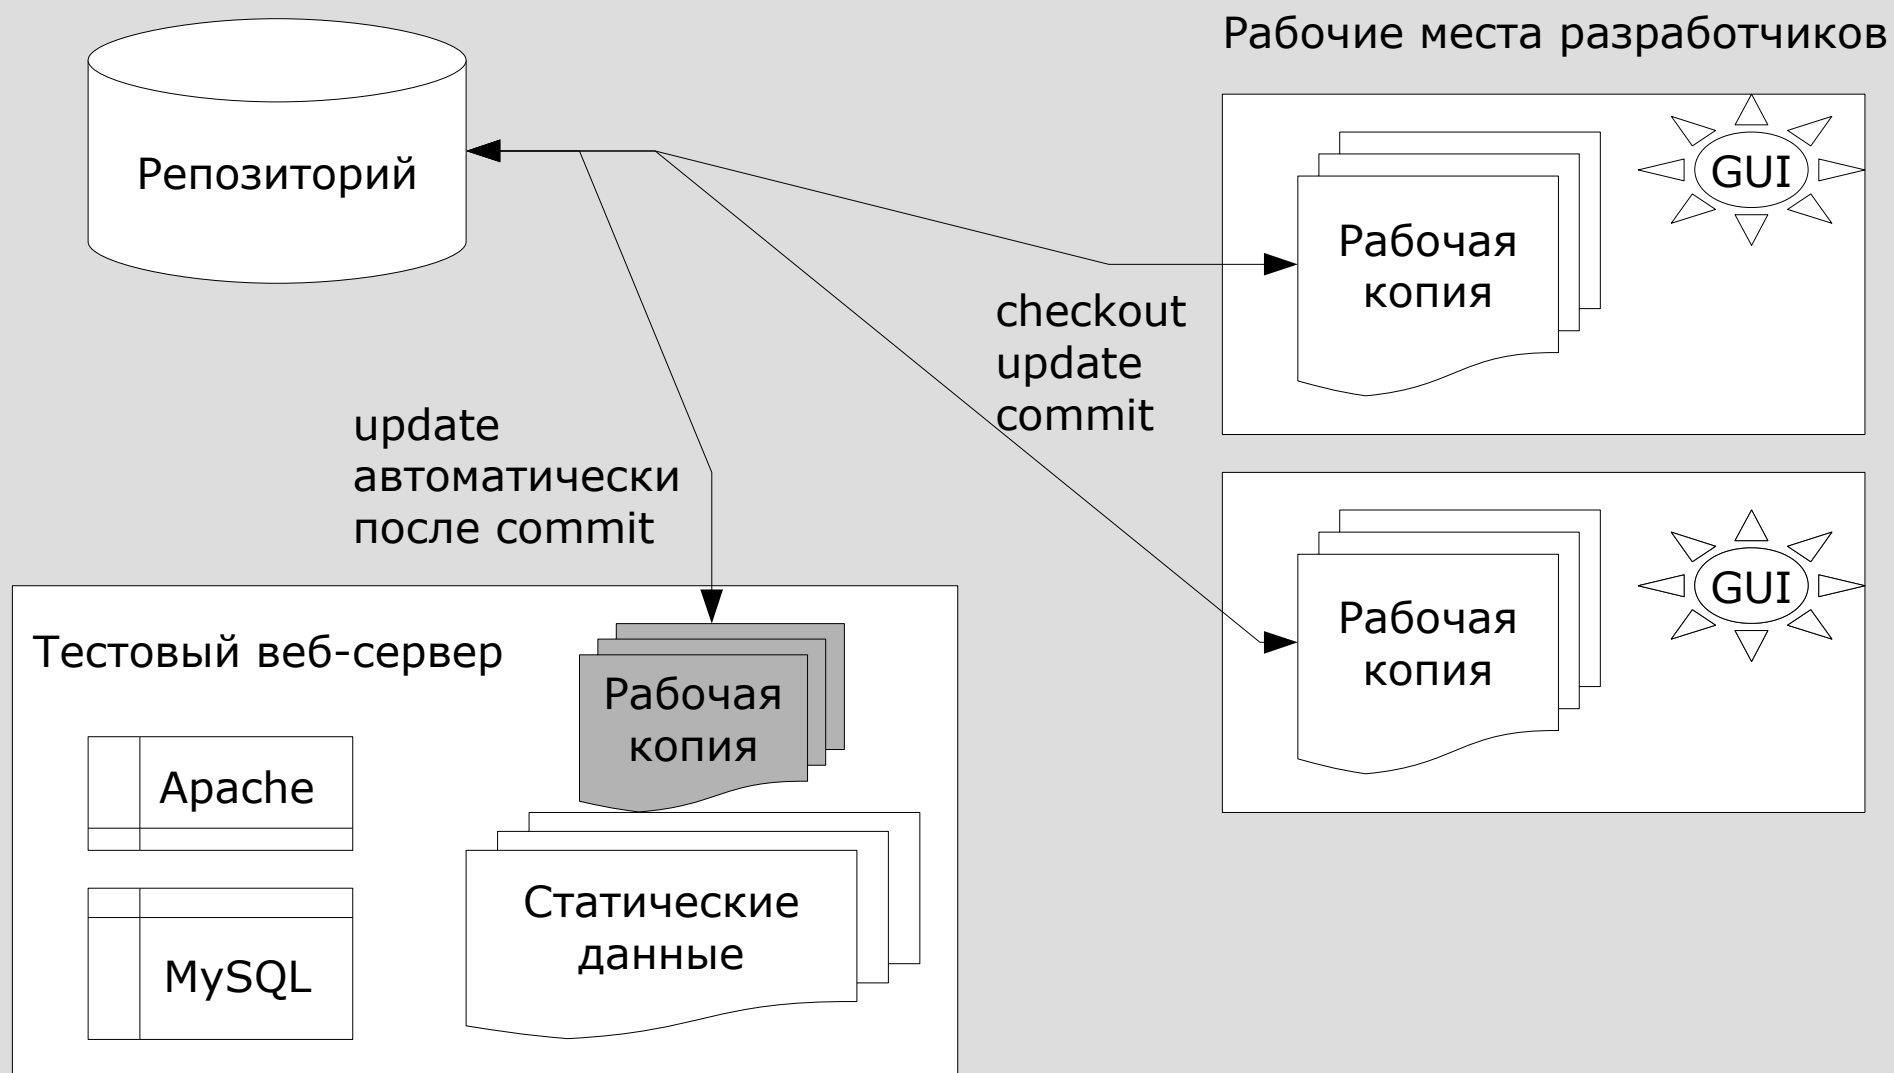 Рабочие места разработчиков
Репозиторий
GUI
Рабочая
копия
checkout
update
commit
update
автоматически
после commit
GUI
Рабочая
копия
Тестовый веб-сервер
Рабочая
копия
Apache
Статические
данные
MySQL